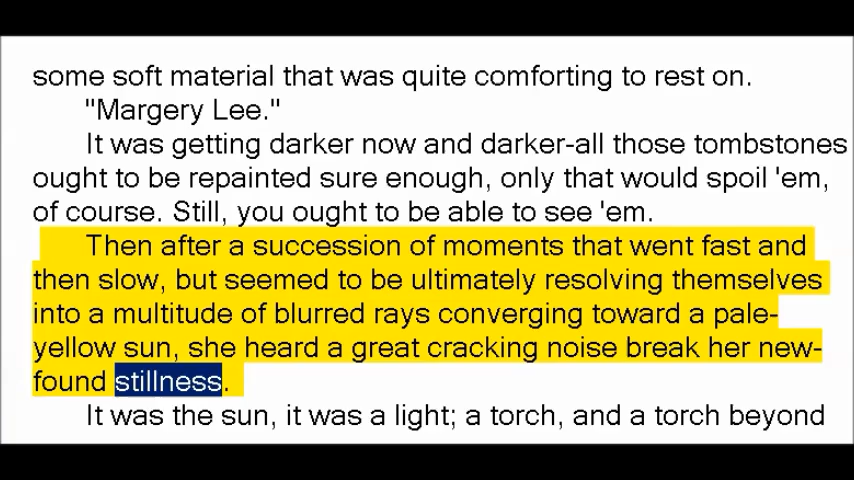 some soft material that was quite comforting to rest on.
"Margery Lee."
It was getting darker now and darker-all those tombstones
ought to be repainted sure enough, only that would spoil 'em,
of course. Still, you ought to be able to see 'em.
Then after a succession of moments that went fast and
then slow, but seemed to be ultimately resolving themselves
into a multitude of blurred rays converging toward a pale-
yellow sun, she heard a great cracking noise break her new-
found stillness.
It was the sun, it was a light; a torch, and a torch beyond